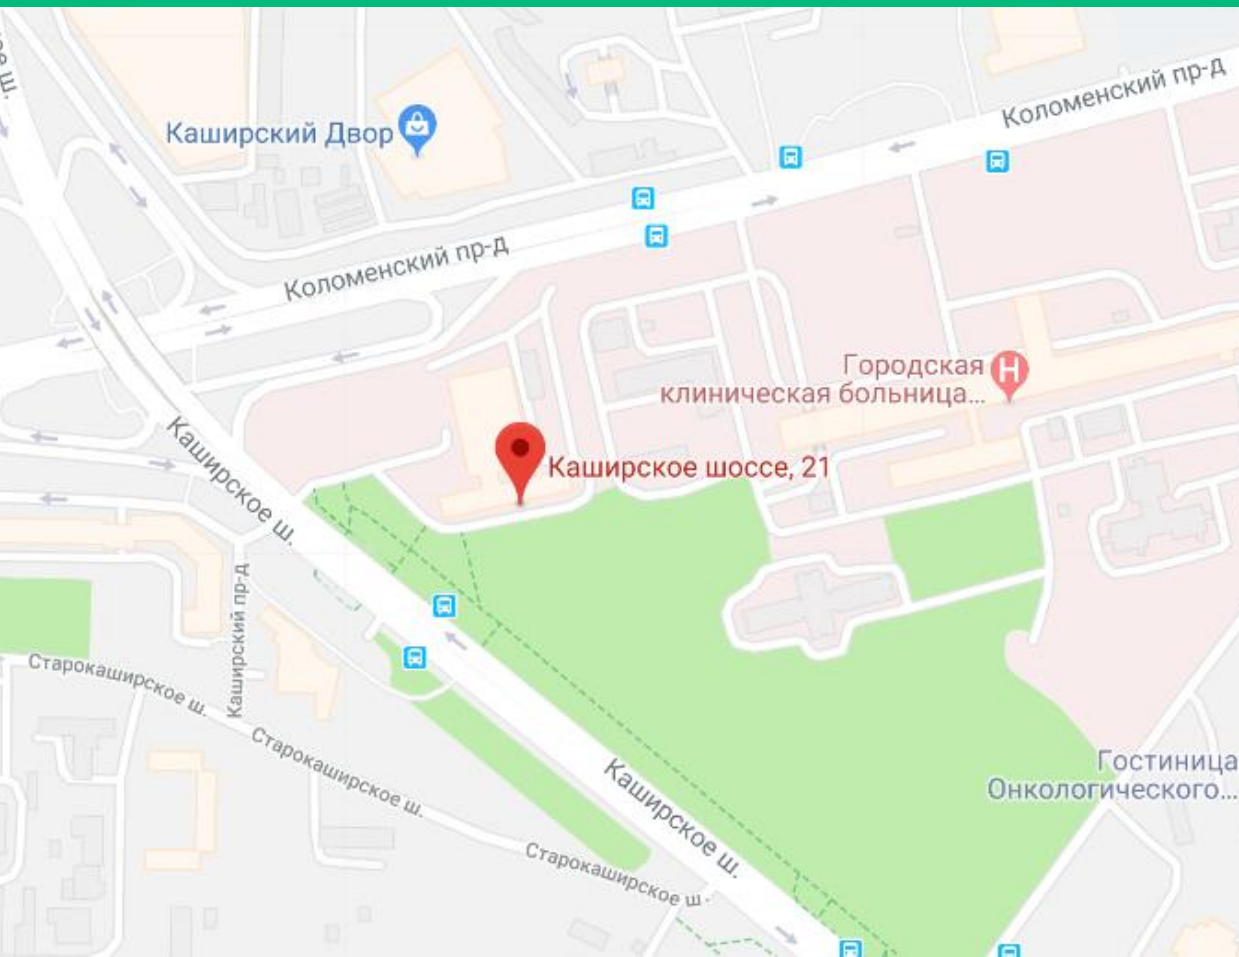 Каширский Двор
Коломенский пр-д
Коломенский пр-д
Городская
клиническая больница...
Каширское шоссе, 21
Каширское ш.
Каширский пр-д
Старокаширское ш.
Старокаширское ш.
Каширское ш.
Гостиница
Онкологического...
Старокаширское ш.